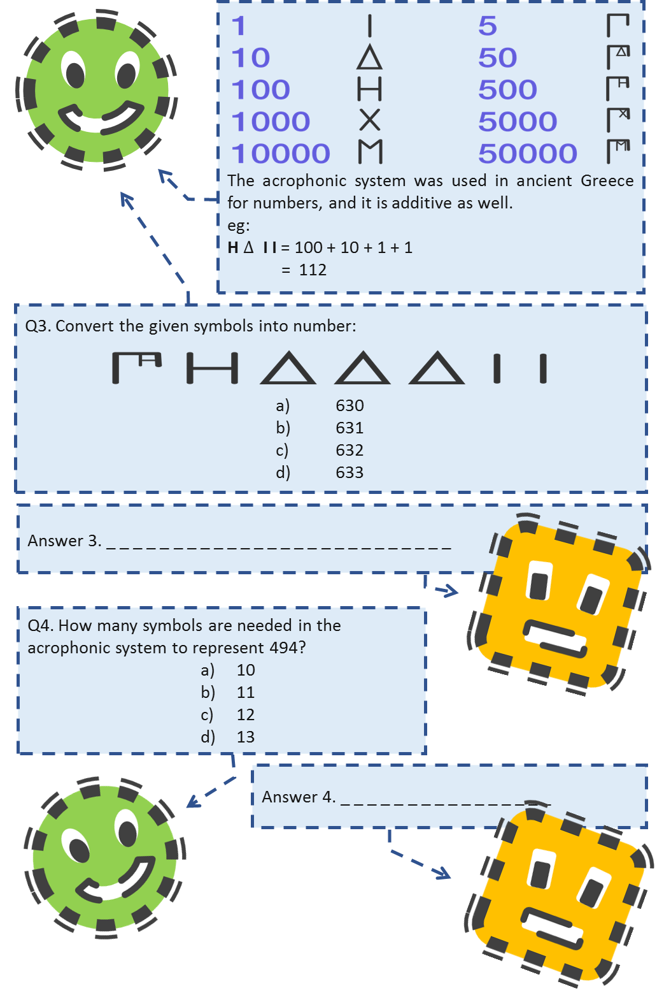 1 I 5 𐅃
10 Δ 50 𐅄
100 H 500 𐅅
1000 X 5000 𐅆
10000 M 50000 𐅇
The acrophonic system was used in ancient Greece
for numbers, and it is additive as well.
eg:
H Δ I I = 100 + 10 + 1 + 1
= 112
Q3. Convert the given symbols into number:
𐅅 H Δ Δ Δ I I
a) 630
b) 631
c) 632
d) 633
Answer 3. _ _ _ _ _ _ _ _ _ _ _ _ _ _ _ _ _ _ _ _ _ _ _ _ _ _
Q4. How many symbols are needed in the
acrophonic system to represent 494?
a) 10
b) 11
c) 12
d) 13
Answer 4. _ _ _ _ _ _ _ _ _ _ _ _ _ _ _ _